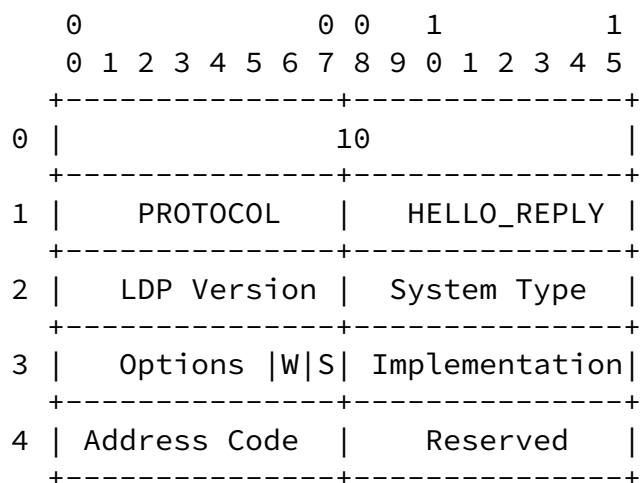 0             0 0   1         1
    0 1 2 3 4 5 6 7 8 9 0 1 2 3 4 5
   +---------------+---------------+
0 |               10              |
   +---------------+---------------+
1 |    PROTOCOL   |   HELLO_REPLY |
   +---------------+---------------+
2 |   LDP Version |  System Type  |
   +---------------+---------------+
3 |   Options |W|S| Implementation|
   +---------------+---------------+
4 | Address Code  |    Reserved   |
   +---------------+---------------+